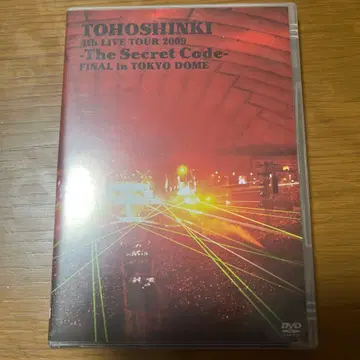 TOHOSHINKI
4th LIVE TOUR 2009
-The Secret Code-
FINAL in TOKYO DOME
DVD